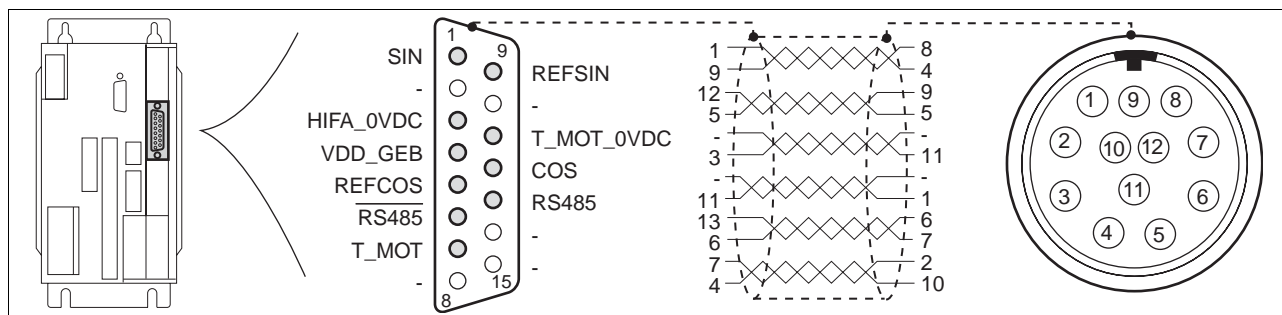 SIN
-
HIFA_0VDC
VDD_GEB
REFCOS
RS485
T_MOT
-
1
9
8
15
REFSIN
-
T_MOT_0VDC
COS
RS485
-
-
1 8
9 4
12 9
5 5
- -
3 11
- -
11 1
13 6
6 7
7 2
4 10
1 9 8
2 10 12 7
3 11 6
4 5